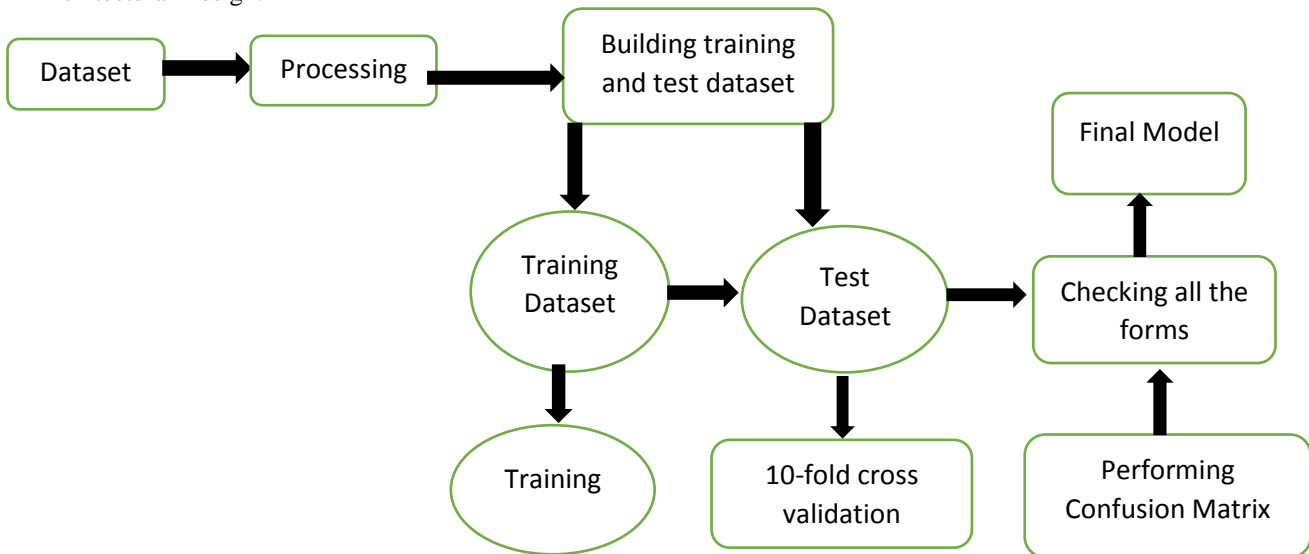 Dataset
Processing
Building training
and test dataset
Final Model
Training
Dataset
Test
Dataset
Checking all the
forms
Training
10-fold cross
validation
Performing
Confusion Matrix